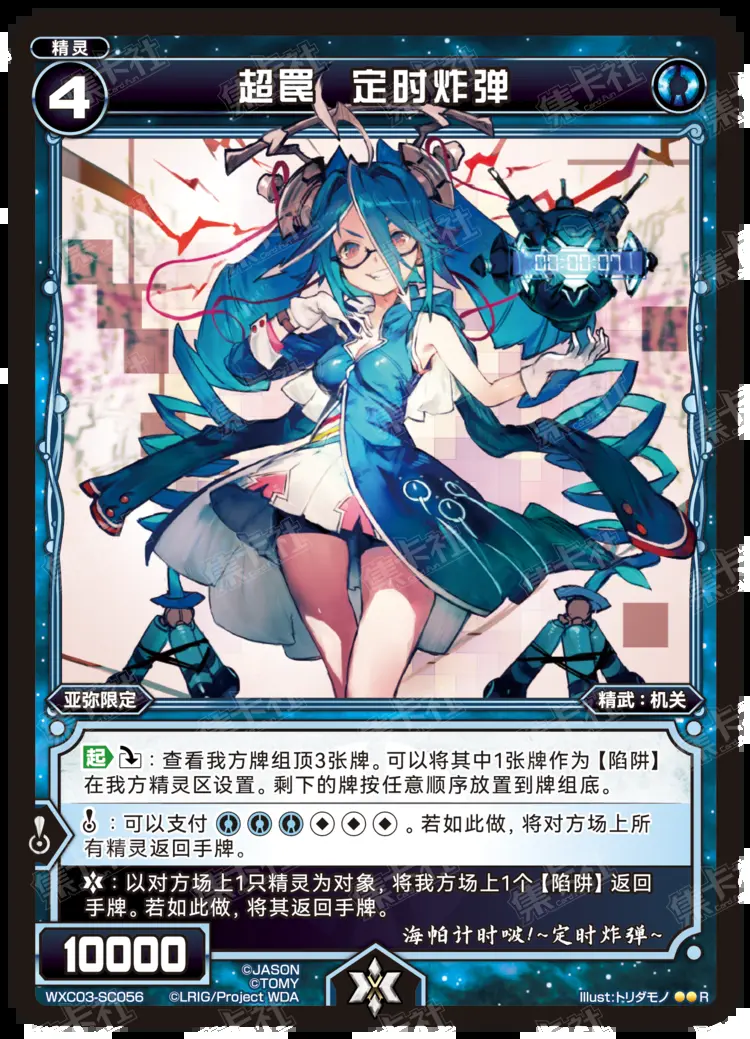 精灵
4
超罠 定时炸弹
00:00:07
亚弥限定
精武:机关
起 :查看我方牌组顶3张牌。可以将其中1张牌作为【陷阱】
在我方精灵区设置。剩下的牌按任意顺序放置到牌组底。
:可以支付 。若如此做,将对方场上所
有精灵返回手牌。
:以对方场上1只精灵为对象,将我方场上1个【陷阱】返回
手牌。若如此做,将其返回手牌。
海帕计时啵!~定时炸弹~
10000
©JASON
©TOMY
WXC03-SC056 ©LRIG/Project WDA
Illust:トリダモノ R
集卡社